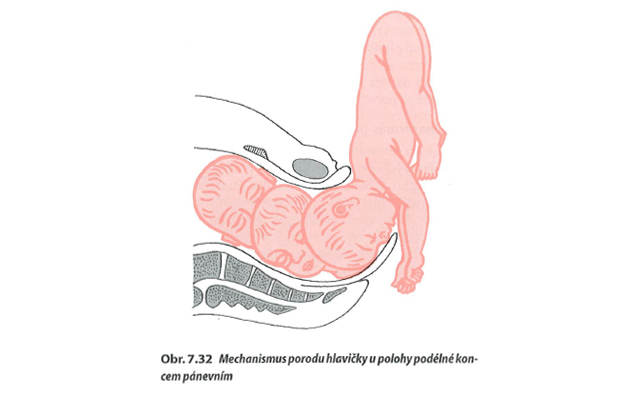 Obr. 7.32 Mechanismus porodu hlavičky u polohy podélné kon-
cem pánevním